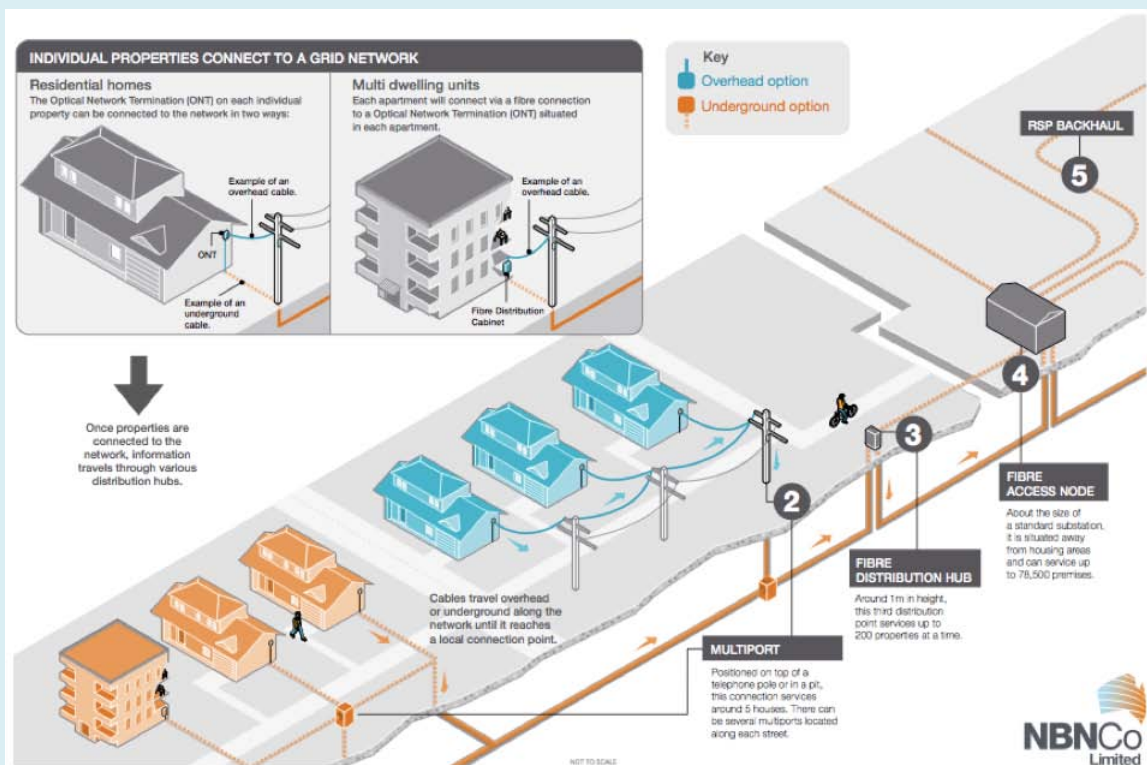 INDIVIDUAL PROPERTIES CONNECT TO A GRID NETWORK
Residential homes
The Optical Network Termination (ONT) on each individual
property can be connected to the network in two ways:
Example of an
overhead cable.
ONT
Example of an
underground
cable.
Multi dwelling units
Each apartment will connect via a fibre connection
to a Optical Network Termination (ONT) situated
in each apartment.
Example of an
overhead cable.
Fibre Distribution
Cabinet
Key
Overhead option
Underground option
RSP BACKHAUL
5
Once properties are
connected to the
network, information
travels through various
distribution hubs.
4
FIBRE
ACCESS NODE
About the size of
a standard substation,
it is situated away
from housing areas
and can service up
to 78,500 premises.
3
FIBRE
DISTRIBUTION HUB
Around 1m in height,
this third distribution
point services up to
200 properties at a time.
2
Cables travel overhead
or underground along the
network until it reaches
a local connection point.
MULTIPORT
Positioned on top of a
telephone pole or in a pit,
this connection services
around 5 houses. There can
be several multiports located
along each street.
NOT TO SCALE
NBNCo
Limited